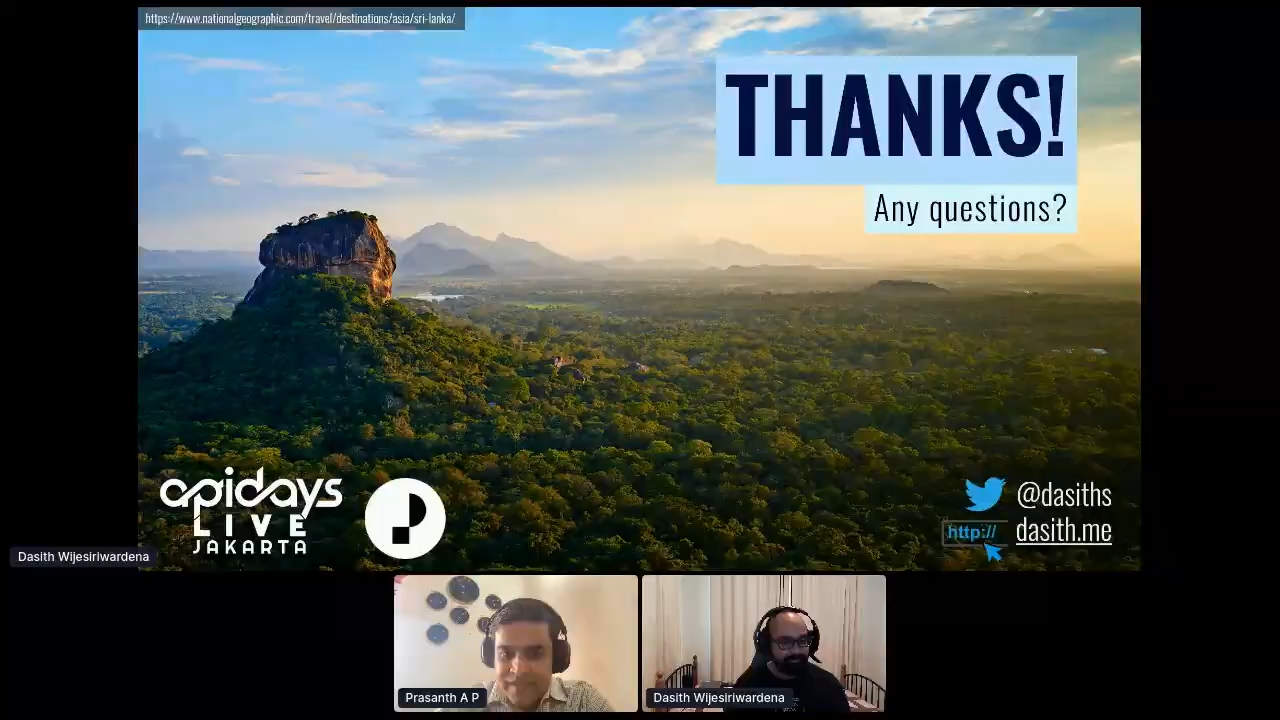 https://www.nationalgeographic.com/travel/destinations/asia/sri-lanka/
THANKS!
Any questions?
apidays
LIVE
JAKARTA
@dasiths
http://
dasith.me
Dasith Wijesiriwardena
Prasanth A P
Dasith Wijesiriwardena